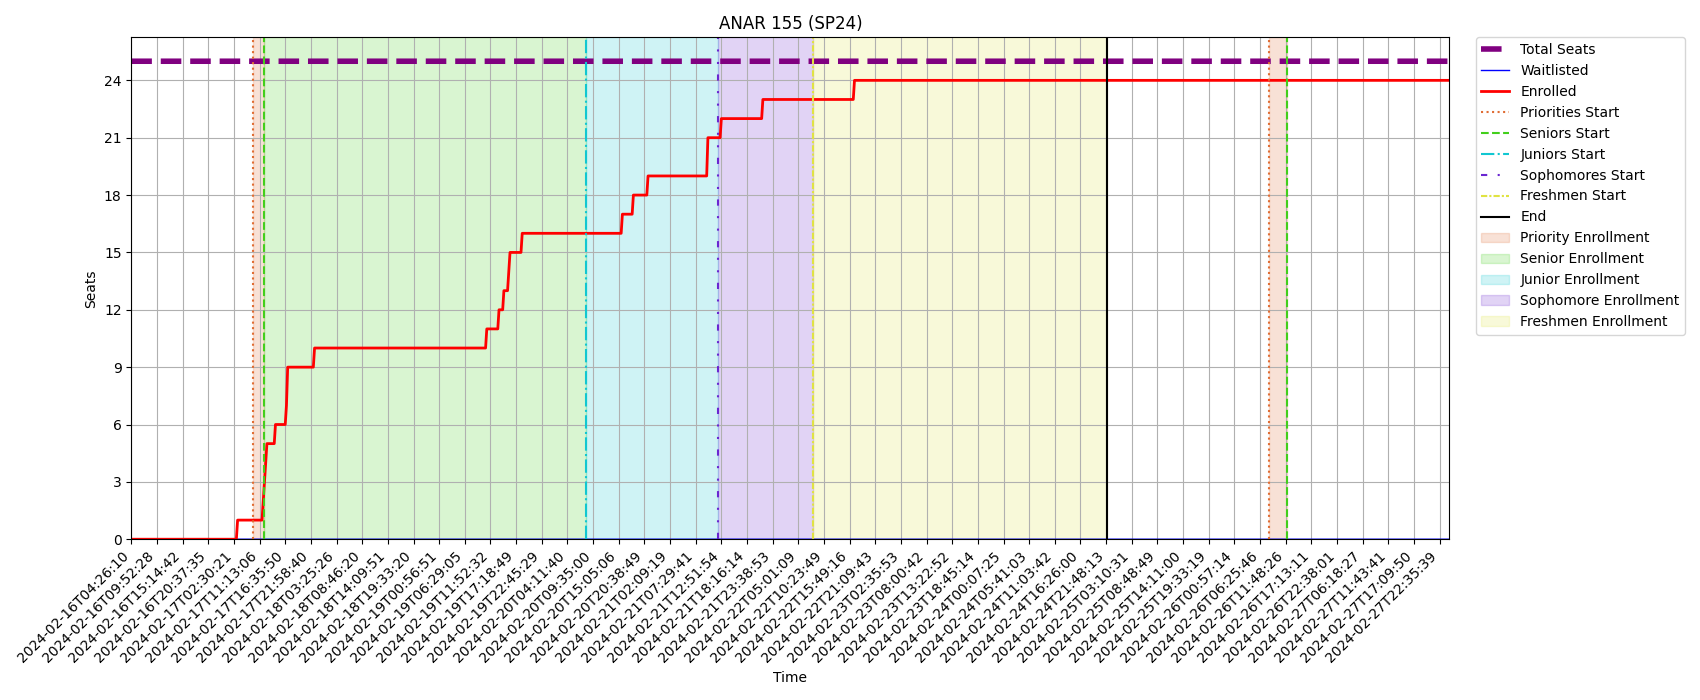 ANAR 155 (SP24)
Seats
24
21
18
15
12
9
6
3
0
2024-02-16T04:26:10
2024-02-16T09:52:28
2024-02-16T15:14:42
2024-02-16T20:37:35
2024-02-17T02:30:21
2024-02-17T11:13:06
2024-02-17T16:35:50
2024-02-17T21:58:40
2024-02-18T03:25:26
2024-02-18T08:46:20
2024-02-18T14:09:51
2024-02-18T19:33:20
2024-02-19T00:56:51
2024-02-19T06:29:05
2024-02-19T11:52:32
2024-02-19T17:18:49
2024-02-19T22:45:29
2024-02-20T04:11:40
2024-02-20T09:35:00
2024-02-20T15:05:06
2024-02-20T20:38:49
2024-02-21T02:09:19
2024-02-21T07:29:41
2024-02-21T12:51:54
2024-02-21T18:16:14
2024-02-21T23:38:53
2024-02-22T05:01:09
2024-02-22T10:23:49
2024-02-22T15:49:16
2024-02-22T21:09:43
2024-02-23T02:35:53
2024-02-23T08:00:42
2024-02-23T13:22:52
2024-02-23T18:45:14
2024-02-24T00:07:25
2024-02-24T05:41:03
2024-02-24T11:03:42
2024-02-24T16:26:00
2024-02-24T21:48:13
2024-02-25T03:10:31
2024-02-25T08:48:49
2024-02-25T14:11:00
2024-02-25T19:33:19
2024-02-26T00:57:14
2024-02-26T06:25:46
2024-02-26T11:48:26
2024-02-26T17:13:11
2024-02-26T22:38:01
2024-02-27T06:18:27
2024-02-27T11:43:41
2024-02-27T17:09:50
2024-02-27T22:35:39
Time
Total Seats
Waitlisted
Enrolled
Priorities Start
Seniors Start
Juniors Start
Sophomores Start
Freshmen Start
End
Priority Enrollment
Senior Enrollment
Junior Enrollment
Sophomore Enrollment
Freshmen Enrollment